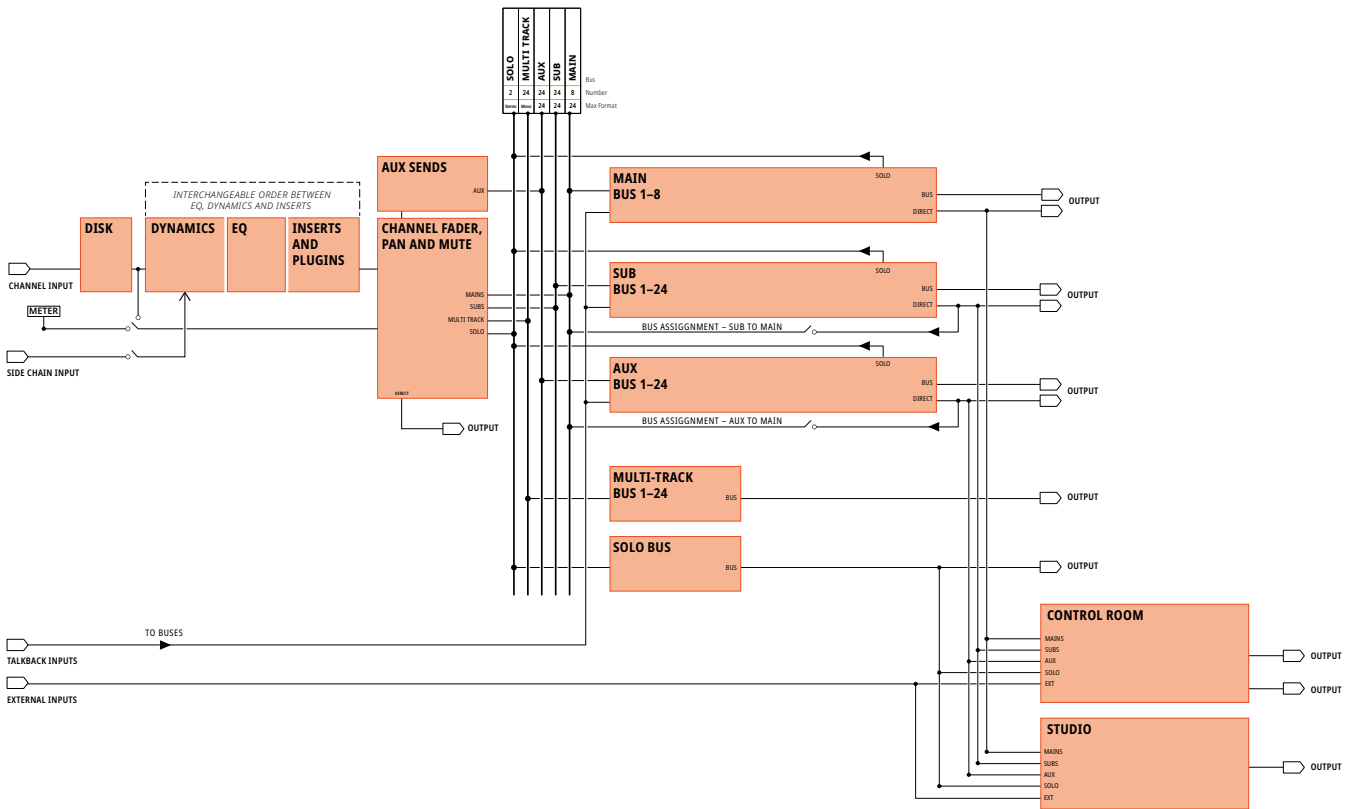 SOLO
MULTI TRACK
AUX
SUB
MAIN
Bus
2 24 24 24 8 Number
Stereo Mono 24 24 24 Max Format
INTERCHANGEABLE ORDER BETWEEN
EQ, DYNAMICS AND INSERTS
AUX SENDS
AUX
DISK
DYNAMICS
EQ
INSERTS
AND
PLUGINS
CHANNEL FADER,
PAN AND MUTE
MAINS
SUBS
MULTI TRACK
SOLO
DIRECT
OUTPUT
CHANNEL INPUT
METER
SIDE CHAIN INPUT
MAIN
BUS 1–8
SOLO
BUS
DIRECT
OUTPUT
SUB
BUS 1–24
SOLO
BUS
DIRECT
OUTPUT
BUS ASSIGGNMENT – SUB TO MAIN
AUX
BUS 1–24
SOLO
BUS
DIRECT
OUTPUT
BUS ASSIGGNMENT – AUX TO MAIN
MULTI-TRACK
BUS 1–24
BUS
OUTPUT
SOLO BUS
BUS
OUTPUT
TO BUSES
TALKBACK INPUTS
EXTERNAL INPUTS
CONTROL ROOM
MAINS
SUBS
AUX
SOLO
EXT
OUTPUT
OUTPUT
STUDIO
MAINS
SUBS
AUX
SOLO
EXT
OUTPUT